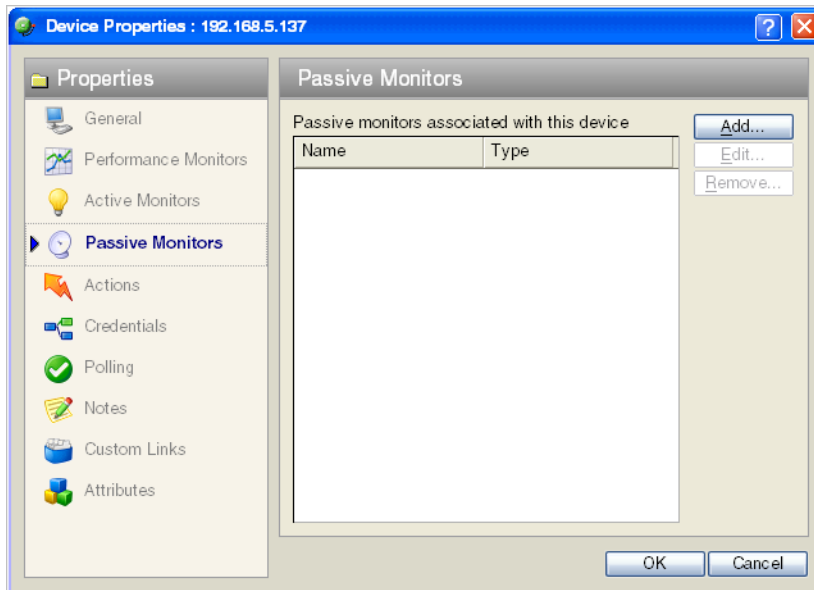 Device Properties : 192.168.5.137
Properties
General
Performance Monitors
Active Monitors
Passive Monitors
Actions
Credentials
Polling
Notes
Custom Links
Attributes
Passive Monitors
Passive monitors associated with this device
Name Type
Add...
Edit...
Remove...
OK Cancel